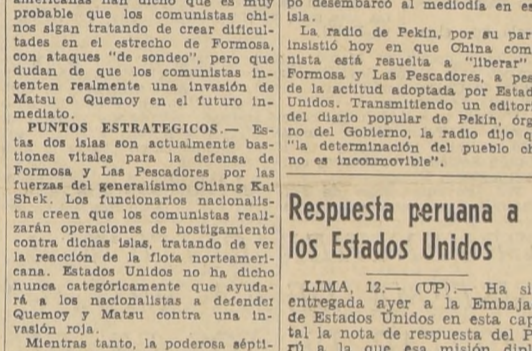 americanas han dicho que es muy
probable que los comunistas chi-
nos sigan tratando de crear dificul-
tades en el estrecho de Formosa,
con ataques "de sondeo", pero que
dudan de que los comunistas in-
tenten realmente una invasión de
Matsu o Quemoy en el futuro in-
mediato.
PUNTOS ESTRATEGICOS.— Es-
tas dos islas son actualmente bas-
tiones vitales para la defensa de
Formosa y Las Pescadores por las
fuerzas del generalísimo Chiang Kai
Shek. Los funcionarios nacionalis-
tas creen que los comunistas reali-
zarán operaciones de hostigamiento
contra dichas islas, tratando de ver
la reacción de la flota norteameri-
cana. Estados Unidos no ha dicho
nunca categóricamente que ayuda-
rá a los nacionalistas a defender
Quemoy y Matsu contra una in-
vasión roja.
Mientras tanto, la poderosa sépti-
po desembarcó al mediodía en es
isla.
La radio de Pekín, por su par
insistió hoy en que China com
nista está resuelta a "liberar"
Formosa y Las Pescadores, a pe
de la actitud adoptada por Estad
Unidos. Transmitiendo un editor
del diario popular de Pekín, órg
no del Gobierno, la radio dijo q
"la determinación del pueblo ch
no es inconmovible".
Respuesta peruana a
los Estados Unidos
LIMA, 12.— (UP).— Ha si
entregada ayer a la Embaja
de Estados Unidos en esta cap
tal la nota de respuesta del P
rú a la que esa misión dipl